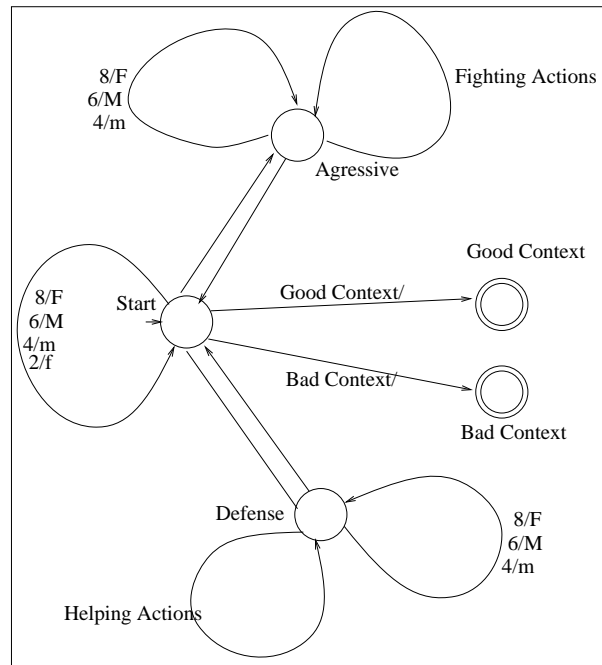 8/F
6/M
4/m
Fighting Actions
Agressive
Good Context
Start
Good Context/
8/F
6/M
4/m
2/f
Bad Context/
Bad Context
Defense
8/F
6/M
4/m
Helping Actions